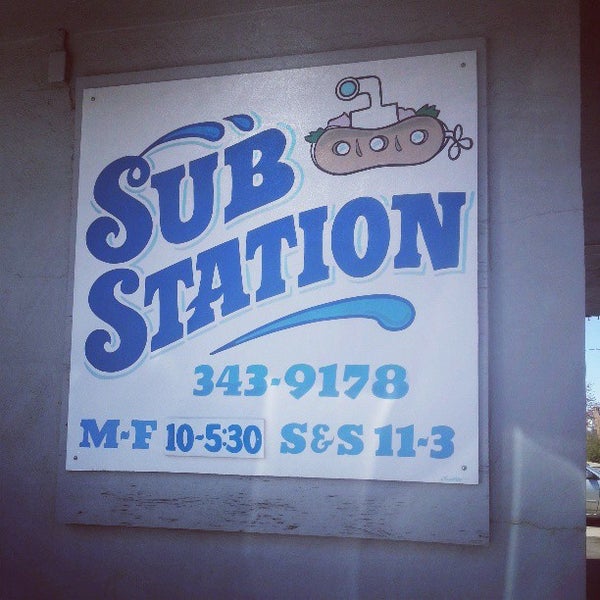 SUB
STATION
343-9178
M-F 10-5:30 S&S 11-3